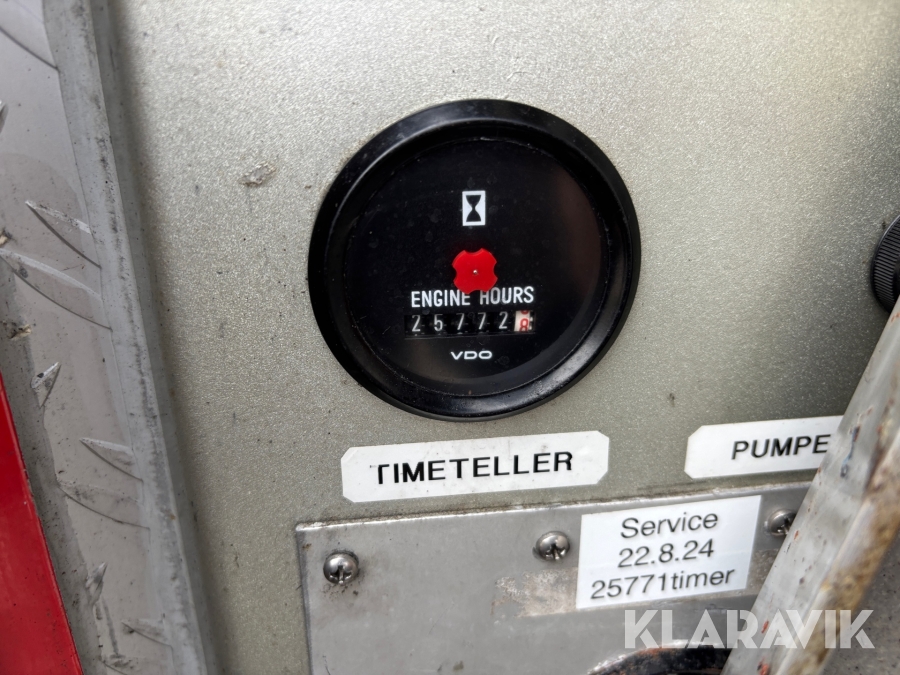 ENGINE HOURS
257728
VDO
TIMETELLER
PUMPE
Service
22.8.24
25771timer
KLARAVIK